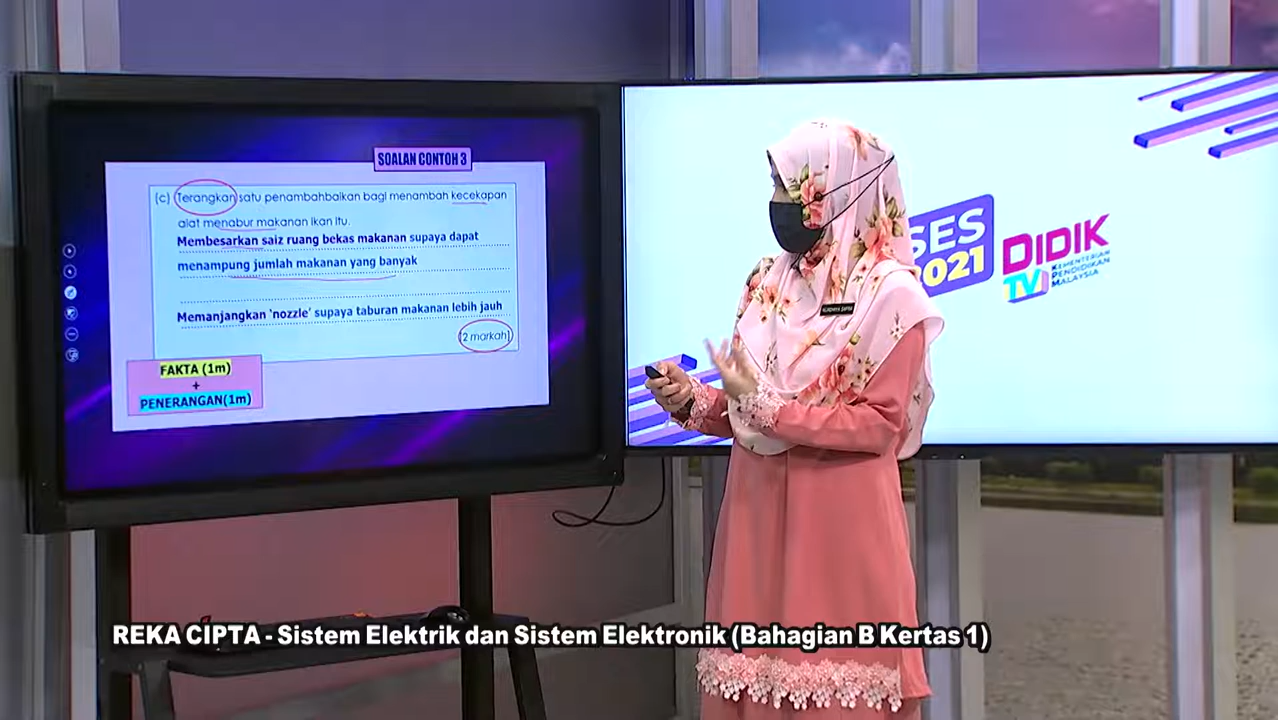 SOALAN CONTOH 3
(c) Terangkan satu penambahbaikan bagi menambah kecekapan
alat menabur makanan ikan itu.
Membesarkan saiz ruang bekas makanan supaya dapat
menampung jumlah makanan yang banyak
Memanjangkan 'nozzle' supaya taburan makanan lebih jauh
[2 markah]
FAKTA (1m)
+
PENERANGAN(1m)
SES
2021
DIDIK
TV
KEMENTERIAN
PENDIDIKAN
MALAYSIA
REKA CIPTA - Sistem Elektrik dan Sistem Elektronik (Bahagian B Kertas 1)